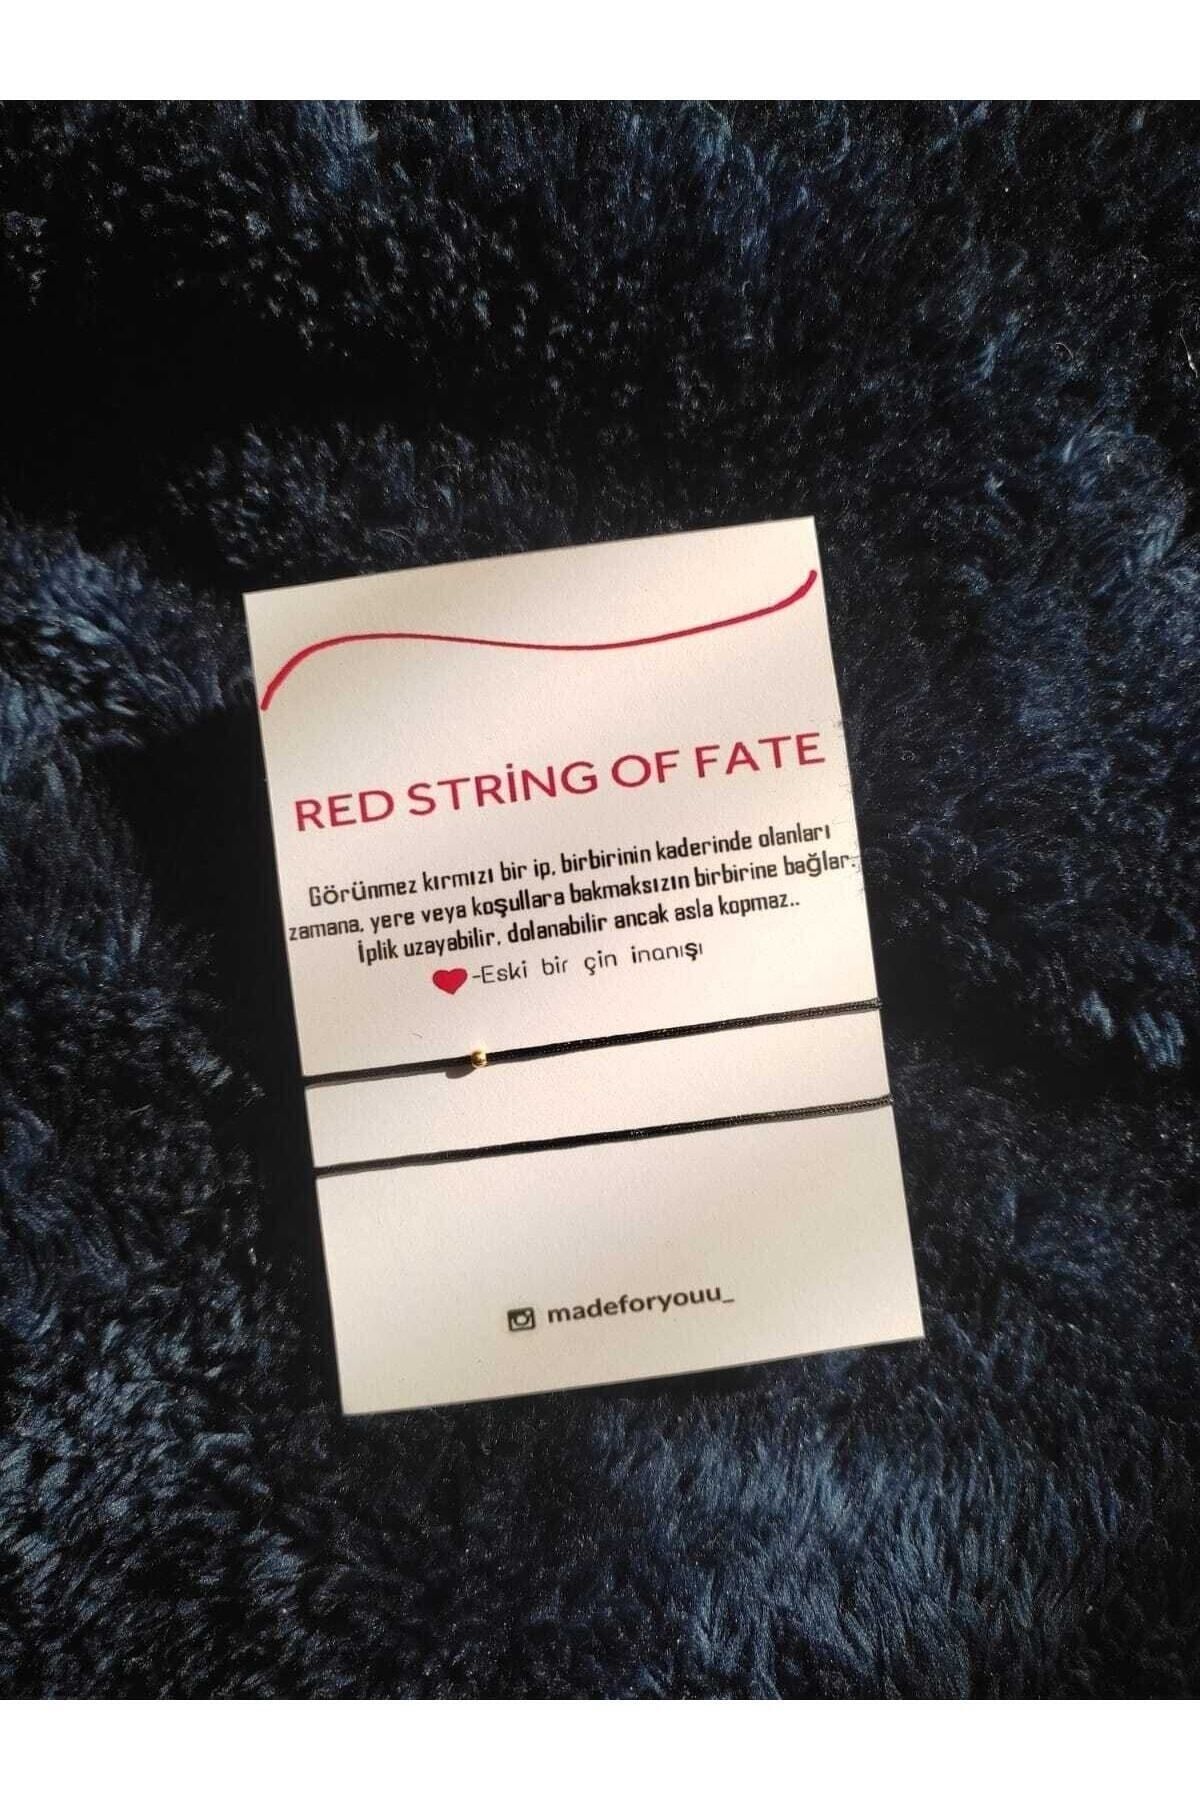 RED STRİNG OF FATE
Görünmez kırmızı bir ip, birbirinin kaderinde olanları
zamana, yere veya koşullara bakmaksızın birbirine bağlar.
İplik uzayabilir, dolanabilir ancak asla kopmaz..
-Eski bir çin inanışı
madeforyouu_